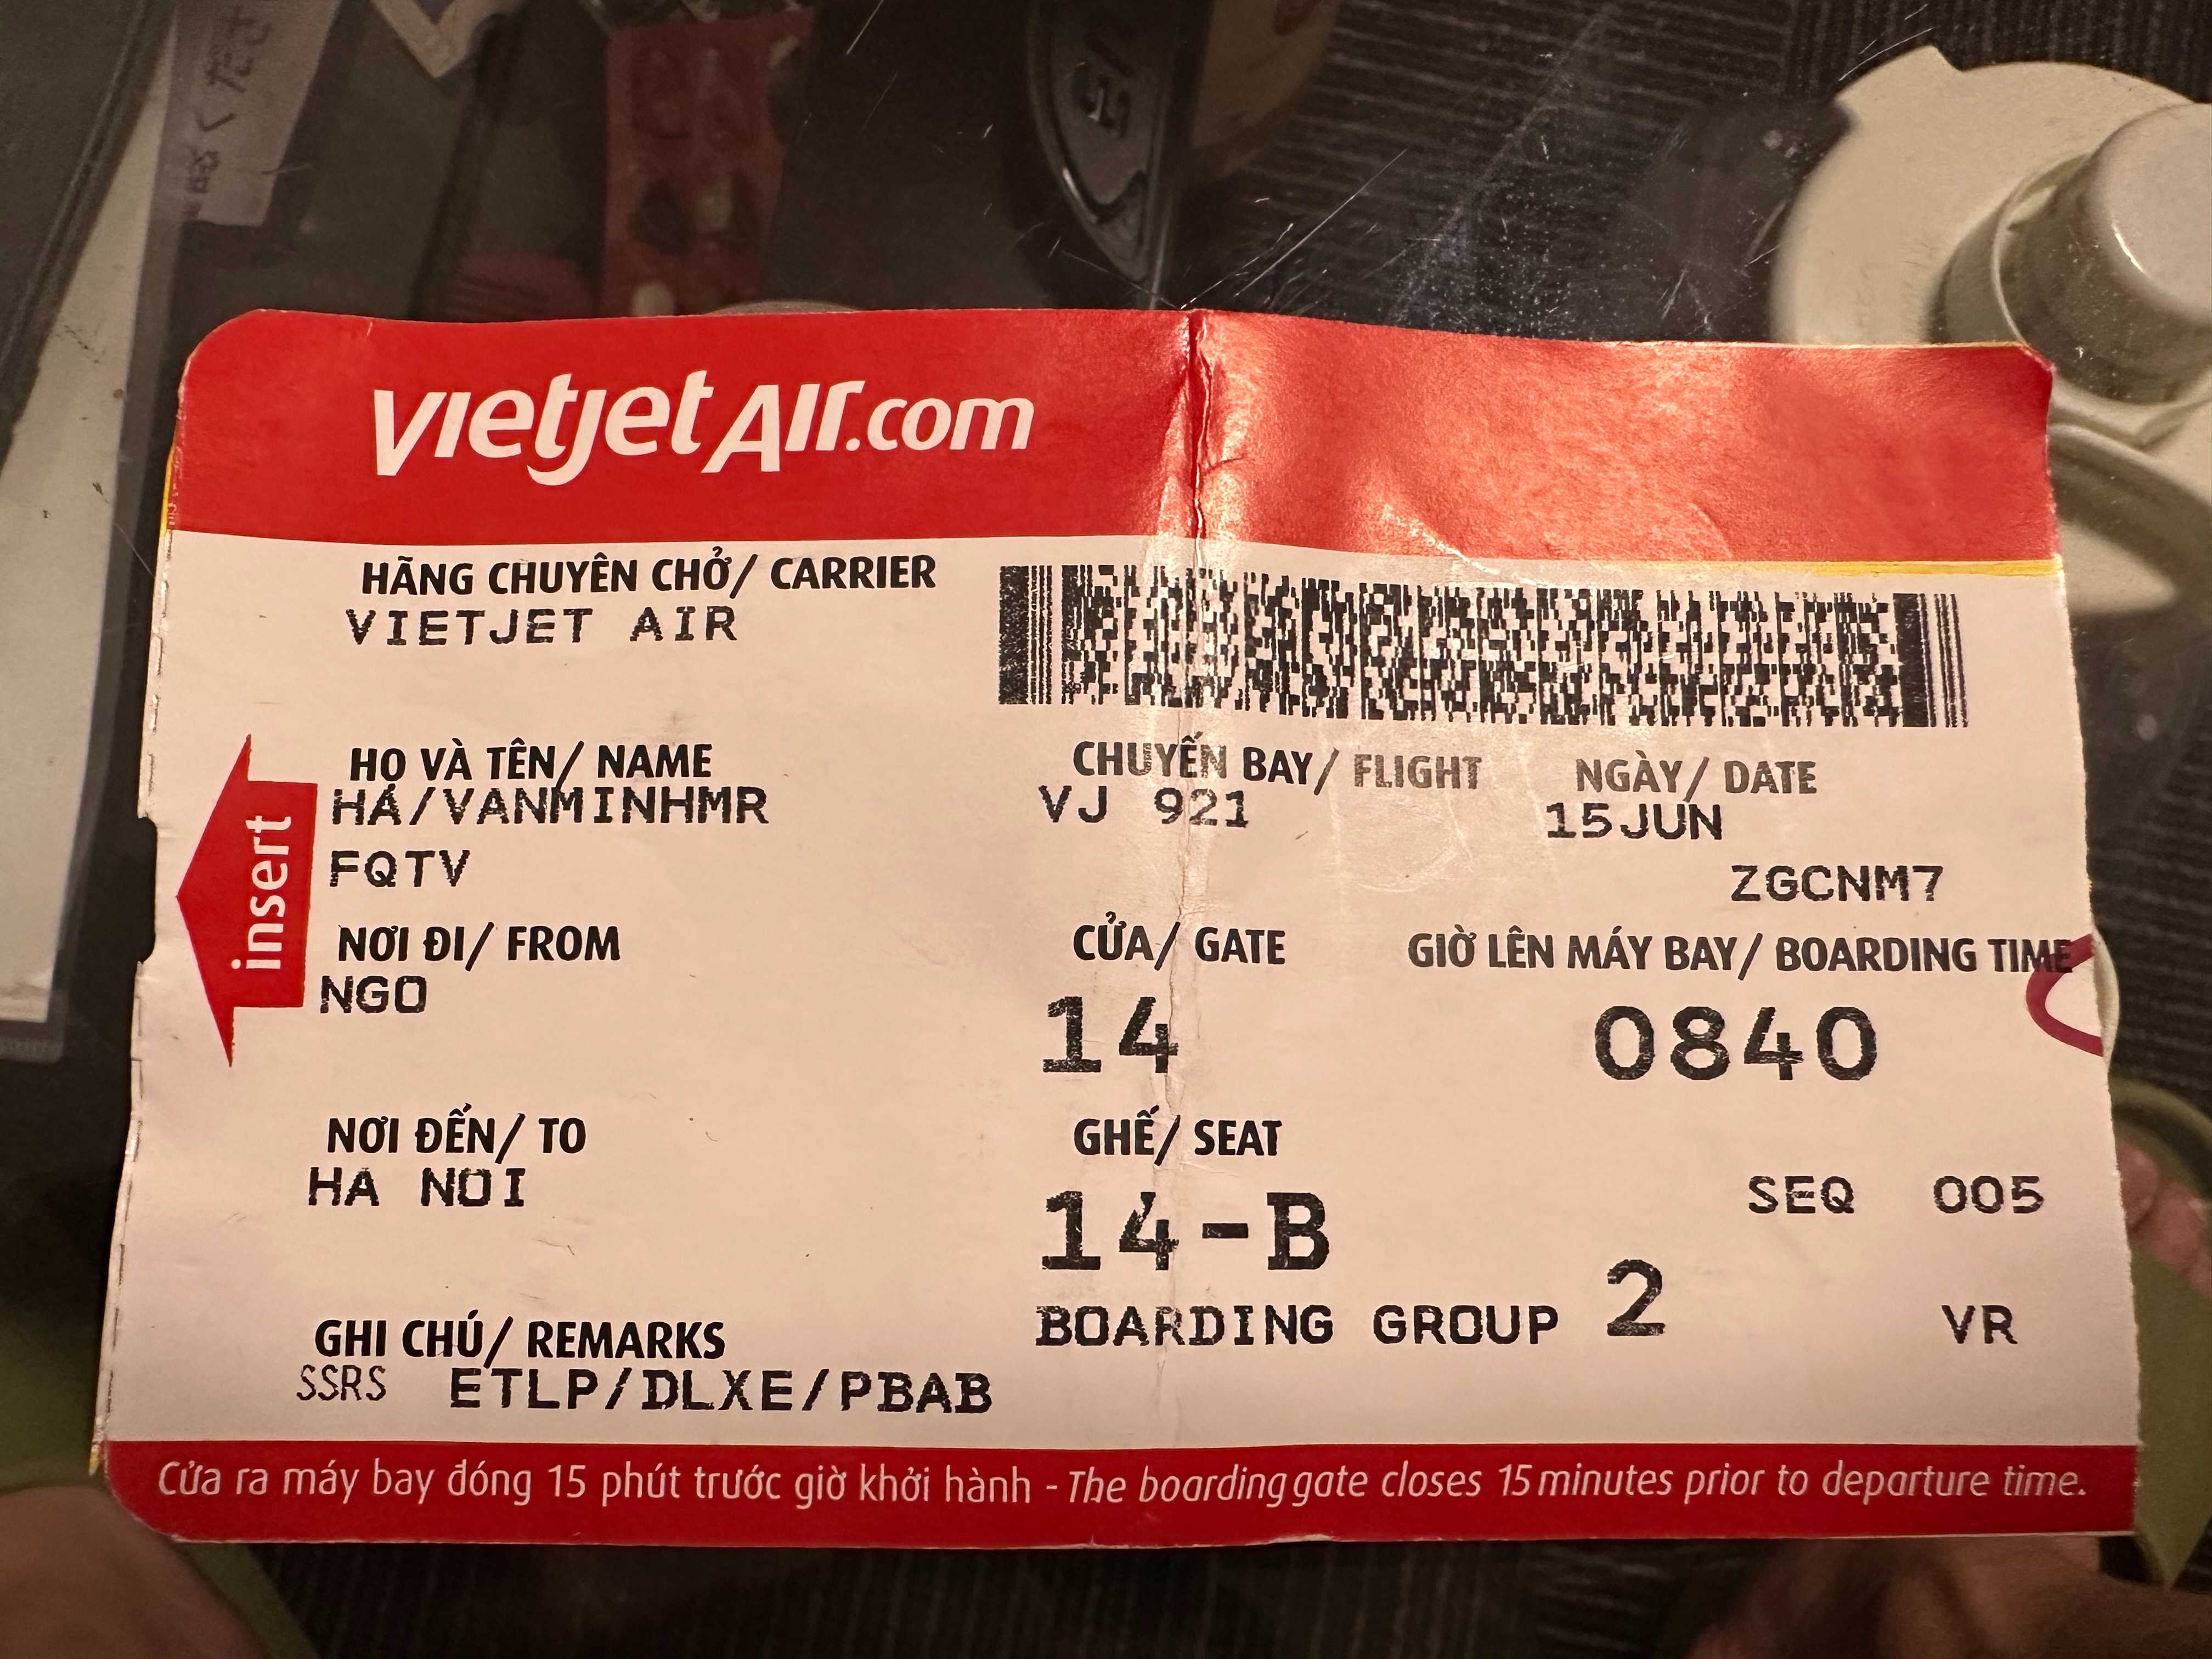 vietjetAir.com
HÃNG CHUYÊN CHỞ/ CARRIER
VIETJET AIR
HỌ VÀ TÊN/ NAME
HA/VANMINHMR
CHUYẾN BAY/ FLIGHT
VJ 921
NGÀY/ DATE
15JUN
FQTV
ZGCNM7
insert
NƠI ĐI/ FROM
NGO
CỬA/ GATE
14
GIỜ LÊN MÁY BAY/ BOARDING TIME
0840
NƠI ĐẾN/ TO
HA NOI
GHẾ/ SEAT
14-B
SEQ 005
BOARDING GROUP 2
VR
GHI CHÚ/ REMARKS
SSRS ETLP/DLXE/PBAB
Cửa ra máy bay đóng 15 phút trước giờ khởi hành - The boarding gate closes 15 minutes prior to departure time.